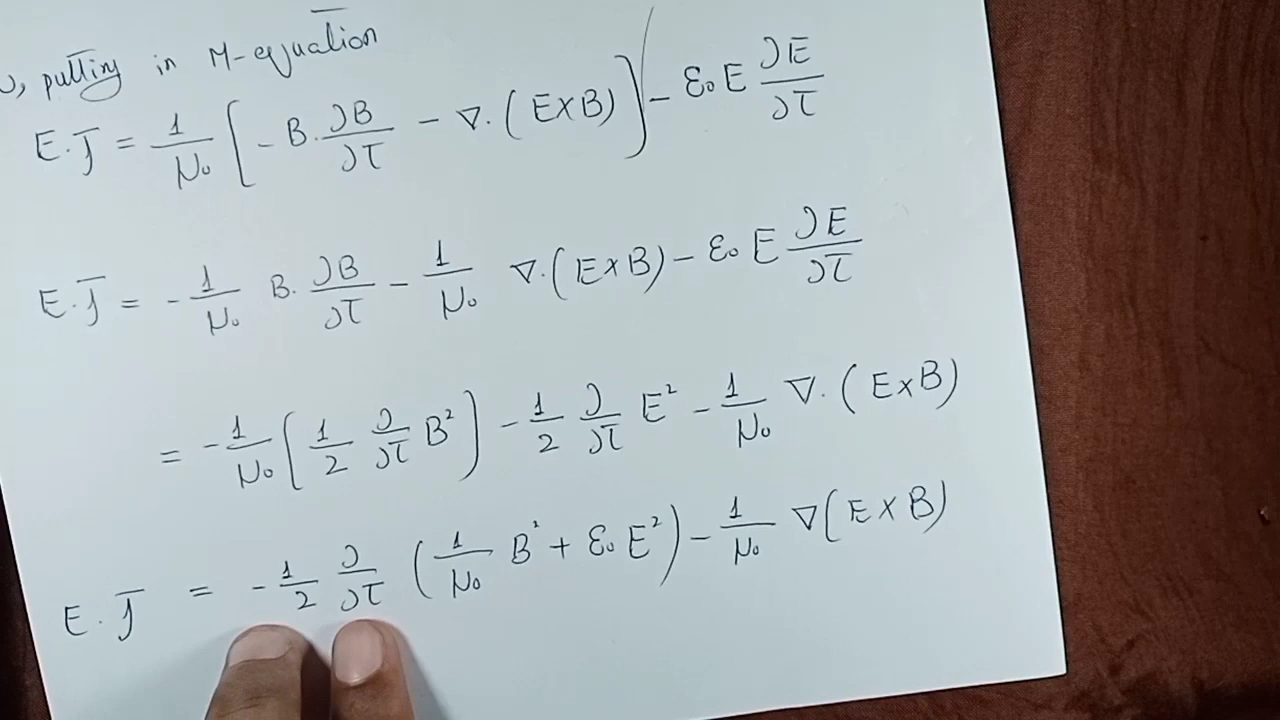 putting in M-equation
E.J = 1/μ₀ [ - B. ∂B/∂t - ∇. (E×B) ] - ε₀ E ∂E/∂t
E.J = - 1/μ₀ B. ∂B/∂t - 1/μ₀ ∇. (E×B) - ε₀ E ∂E/∂t
= - 1/μ₀ [ 1/2 ∂/∂t B² ] - 1/2 ∂/∂t E² - 1/μ₀ ∇. (E×B)
E.J = - 1/2 ∂/∂t ( 1/μ₀ B² + ε₀ E² ) - 1/μ₀ ∇ (E×B)